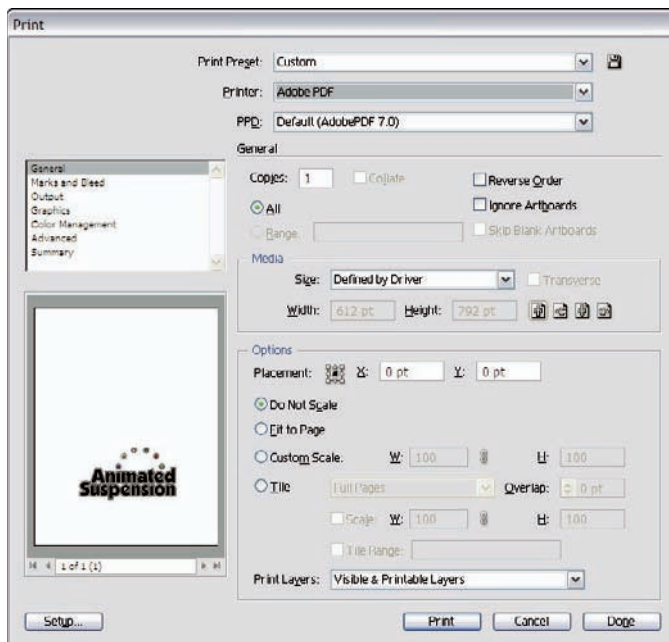 Print
Print Preset: Custom
Printer: Adobe PDF
PPD: Default (AdobePDF 7.0)
General
Marks and Bleed
Output
Graphics
Color Management
Advanced
Summary
General
Copies: 1 Collate Reverse Order
All Ignore Artboards
Range: Skip Blank Artboards
Media
Size: Defined by Driver Transverse
Width: 612 pt Height: 792 pt
Options
Placement: X: 0 pt Y: 0 pt
Do Not Scale
Fit to Page
Custom Scale: W: 100 H: 100
Tile Full Pages Overlap: 0 pt
Scale: W: 100 H: 100
Tile Range:
Print Layers: Visible & Printable Layers
Animated
Suspension
1 of 1 (1)
Setup... Print Cancel Done